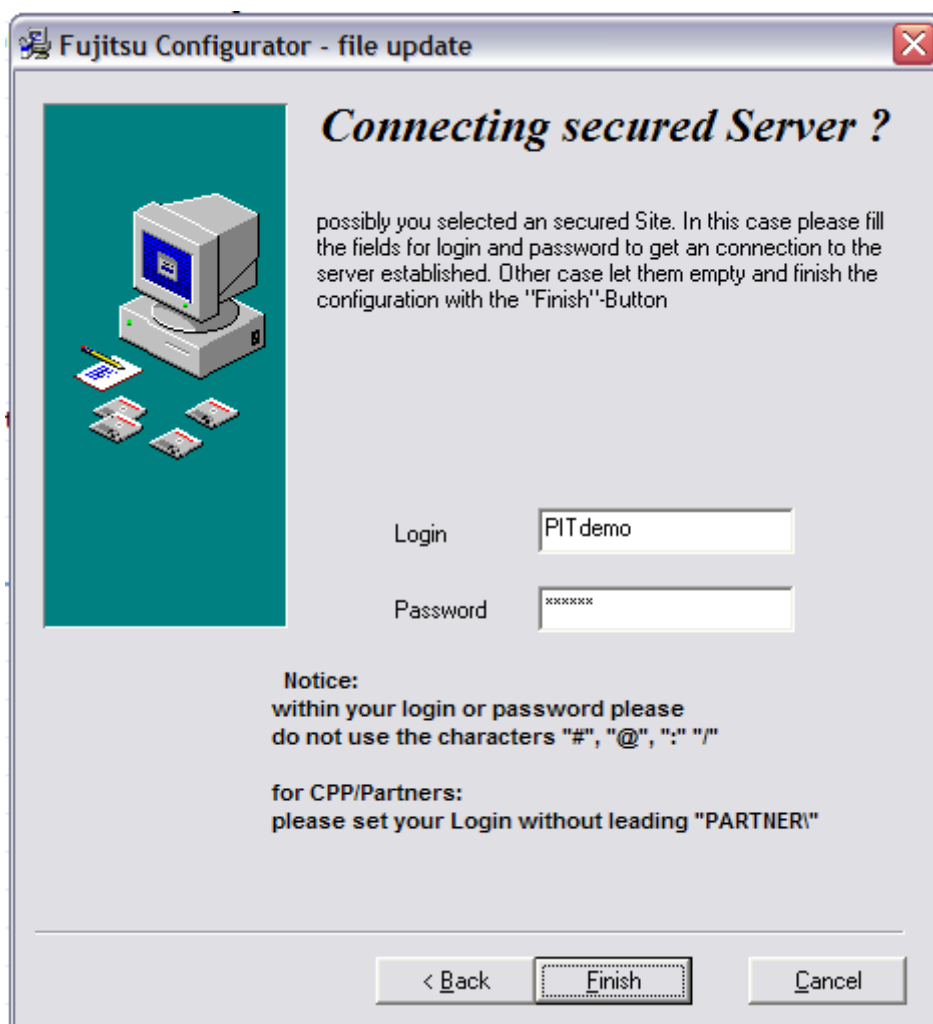 Fujitsu Configurator - file update
Connecting secured Server ?
possibly you selected an secured Site. In this case please fill
the fields for login and password to get an connection to the
server established. Other case let them empty and finish the
configuration with the "Finish"-Button
Login
PITdemo
Password
xxxxxx
Notice:
within your login or password please
do not use the characters "#", "@", ":" "/"
for CPP/Partners:
please set your Login without leading "PARTNER\"
< Back
Finish
Cancel